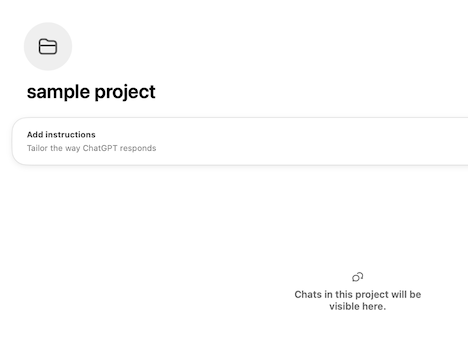 sample project
Add instructions
Tailor the way ChatGPT responds
Chats in this project will be
visible here.